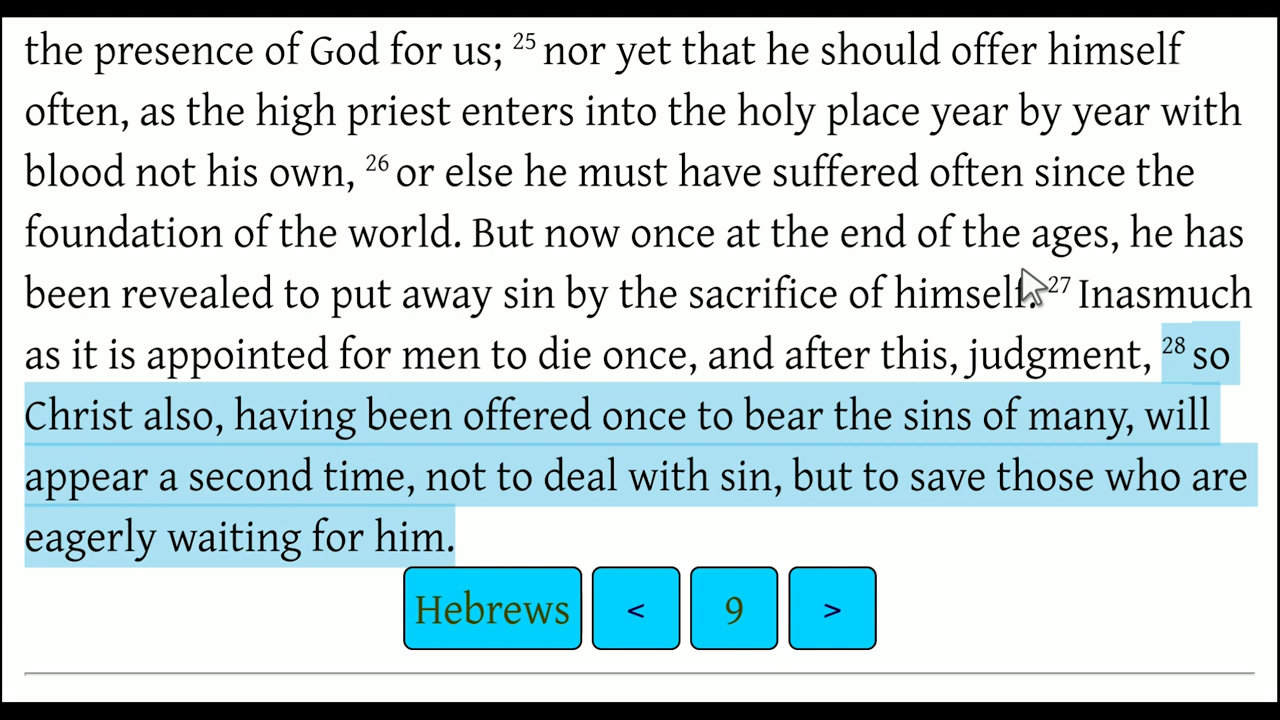 the presence of God for us; 25 nor yet that he should offer himself
often, as the high priest enters into the holy place year by year with
blood not his own, 26 or else he must have suffered often since the
foundation of the world. But now once at the end of the ages, he has
been revealed to put away sin by the sacrifice of himself. 27 Inasmuch
as it is appointed for men to die once, and after this, judgment, 28 so
Christ also, having been offered once to bear the sins of many, will
appear a second time, not to deal with sin, but to save those who are
eagerly waiting for him.
Hebrews < 9 >